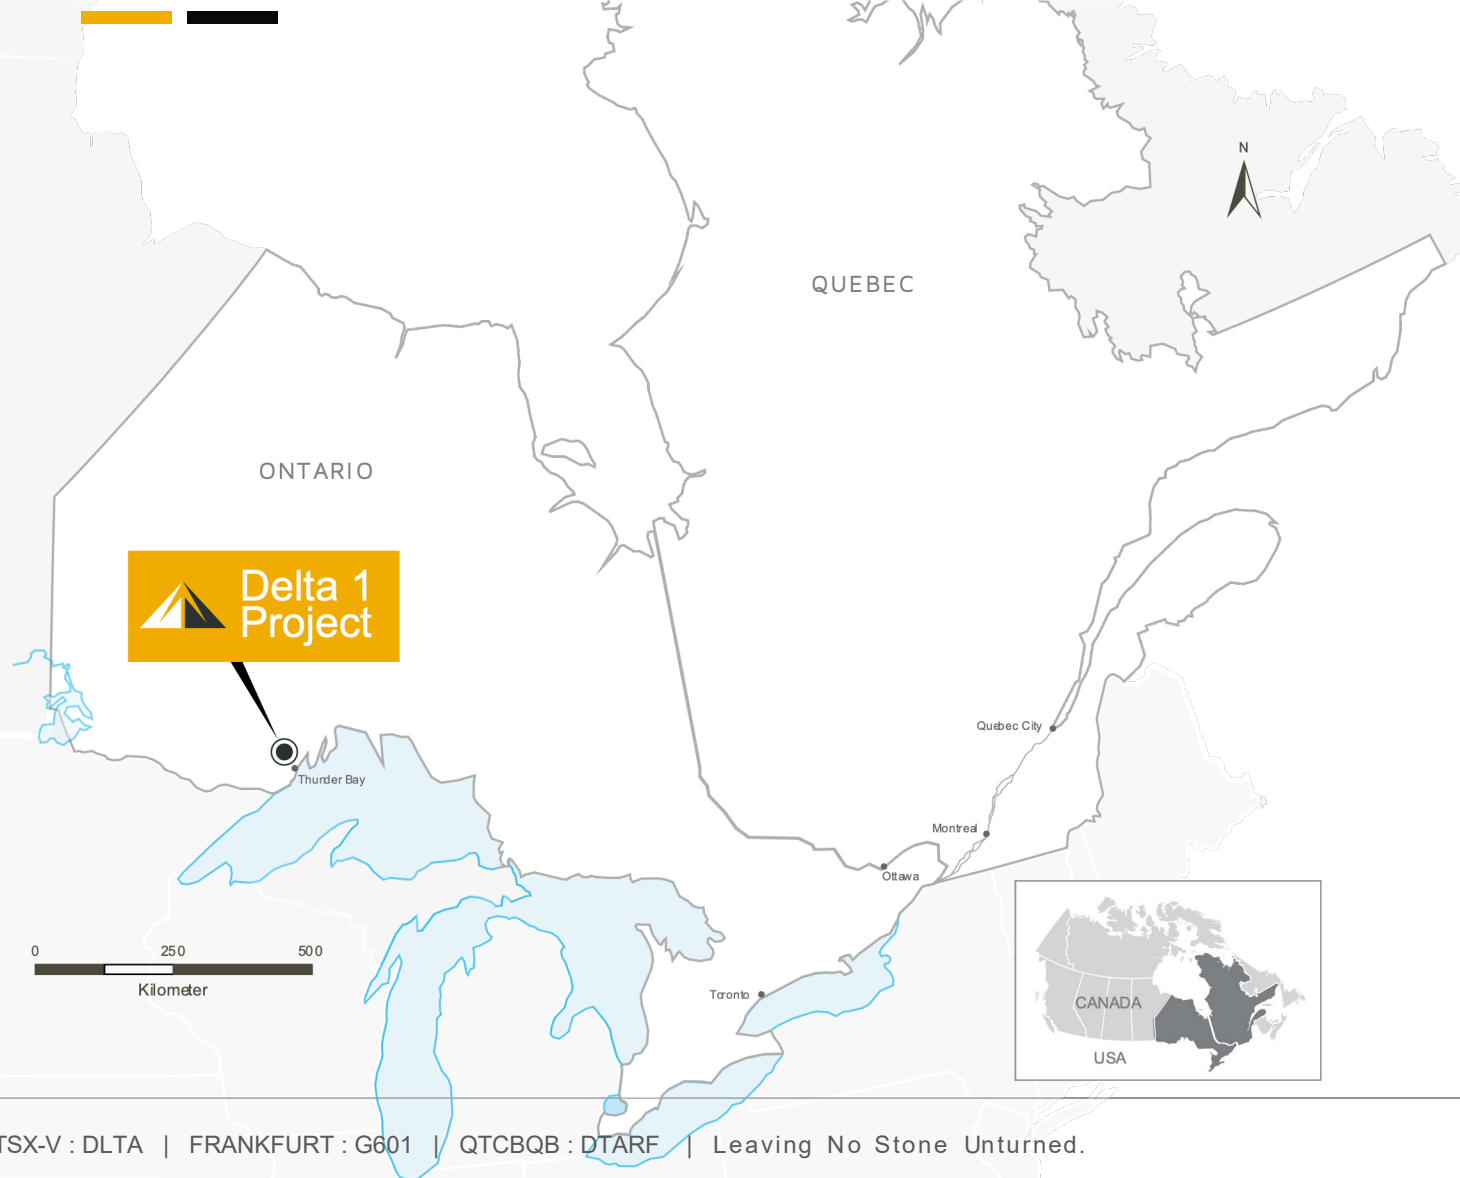 N
QUEBEC
ONTARIO
Delta 1
Project
Quebec City
Thunder Bay
Montreal
Ottawa
0 250 500
Kilometer
Toronto
CANADA
USA
TSX-V : DLTA | FRANKFURT : G601 | QTCBQB : DTARF | Leaving No Stone Unturned.